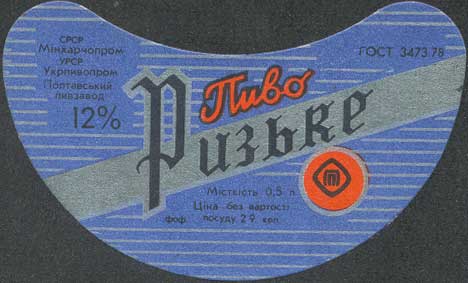 СРСР
Мінхарчопром
УРСР
Укрпивопром
Полтавський
пивзавод
12%
ГОСТ 3473.78
Пиво
Ризьке
Місткість 0,5 л.
Ціна без вартості
фоф. посуду 29 коп.